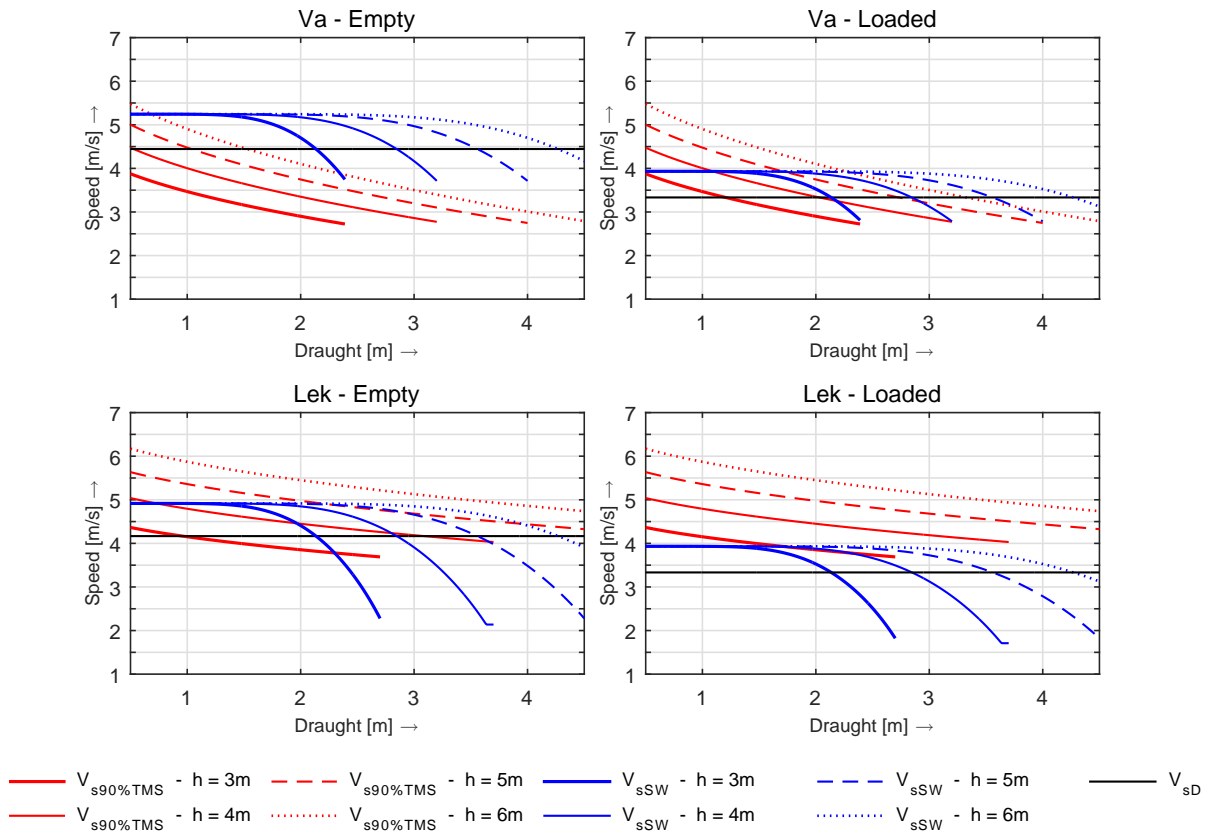 Va - Empty
Va - Loaded
7
6
5
4
3
2
1
Speed [m/s] →
1 2 3 4
Draught [m] →
7
6
5
4
3
2
1
Speed [m/s] →
1 2 3 4
Draught [m] →
Lek - Empty
Lek - Loaded
7
6
5
4
3
2
1
Speed [m/s] →
1 2 3 4
Draught [m] →
7
6
5
4
3
2
1
Speed [m/s] →
1 2 3 4
Draught [m] →
Vs90%TMS - h = 3m Vs90%TMS - h = 5m VsSW - h = 3m VsSW - h = 5m VsD
Vs90%TMS - h = 4m Vs90%TMS - h = 6m VsSW - h = 4m VsSW - h = 6m